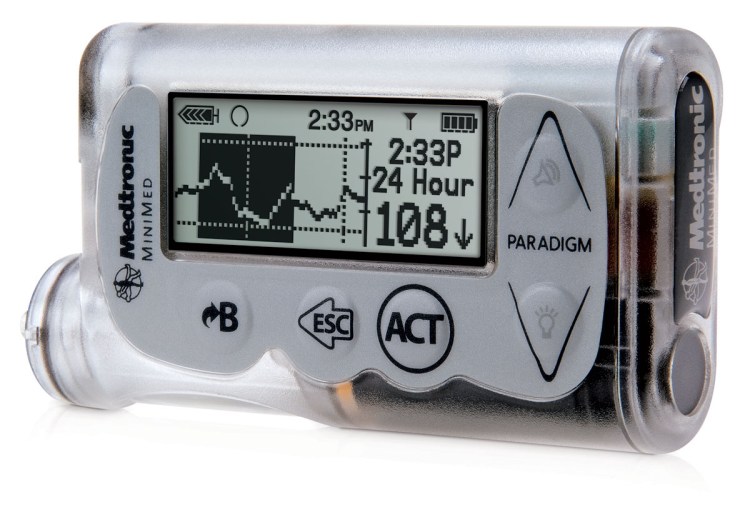 2:33PM
2:33P
24 Hour
108↓
Medtronic
MINIMED
PARADIGM
B
ESC
ACT
Medtronic
MINIMED